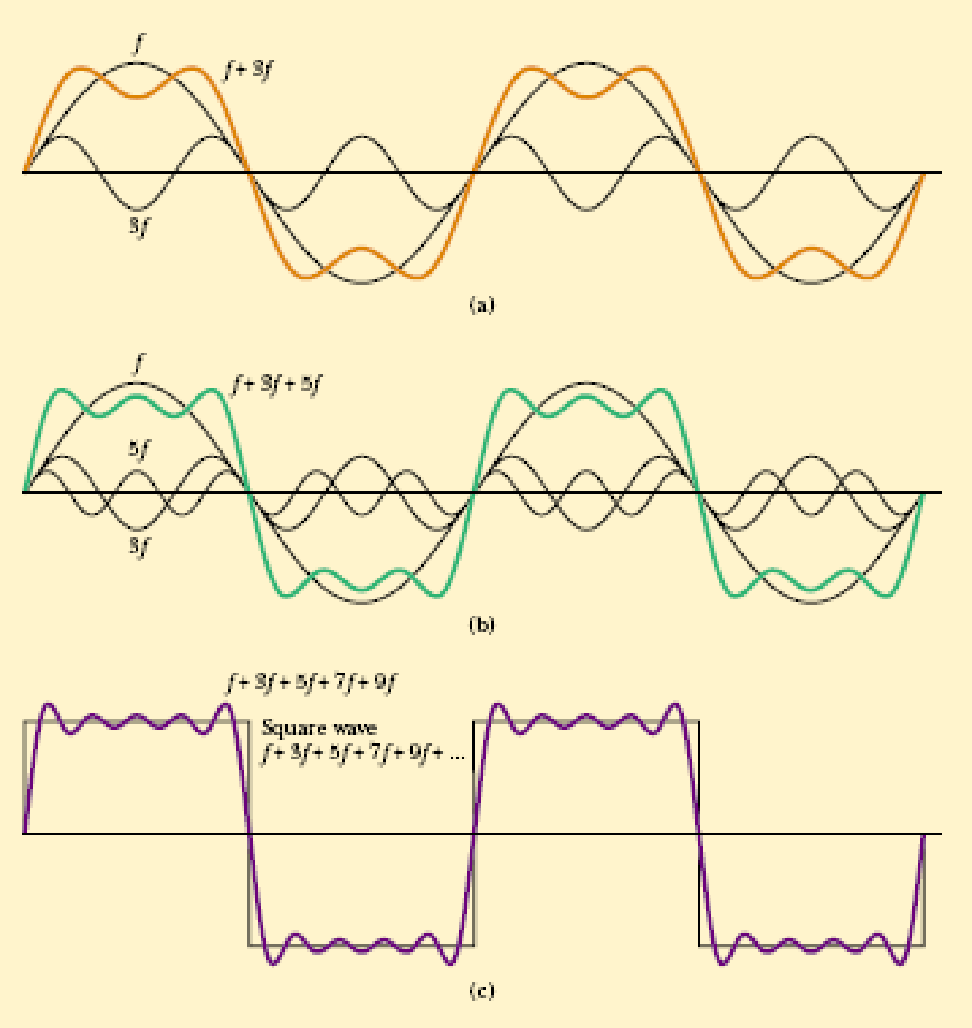 f
f + 3f
3f
(a)
f
f + 3f + 5f
5f
3f
(b)
f + 3f + 5f + 7f + 9f
Square wave
f + 3f + 5f + 7f + 9f + ...
(c)